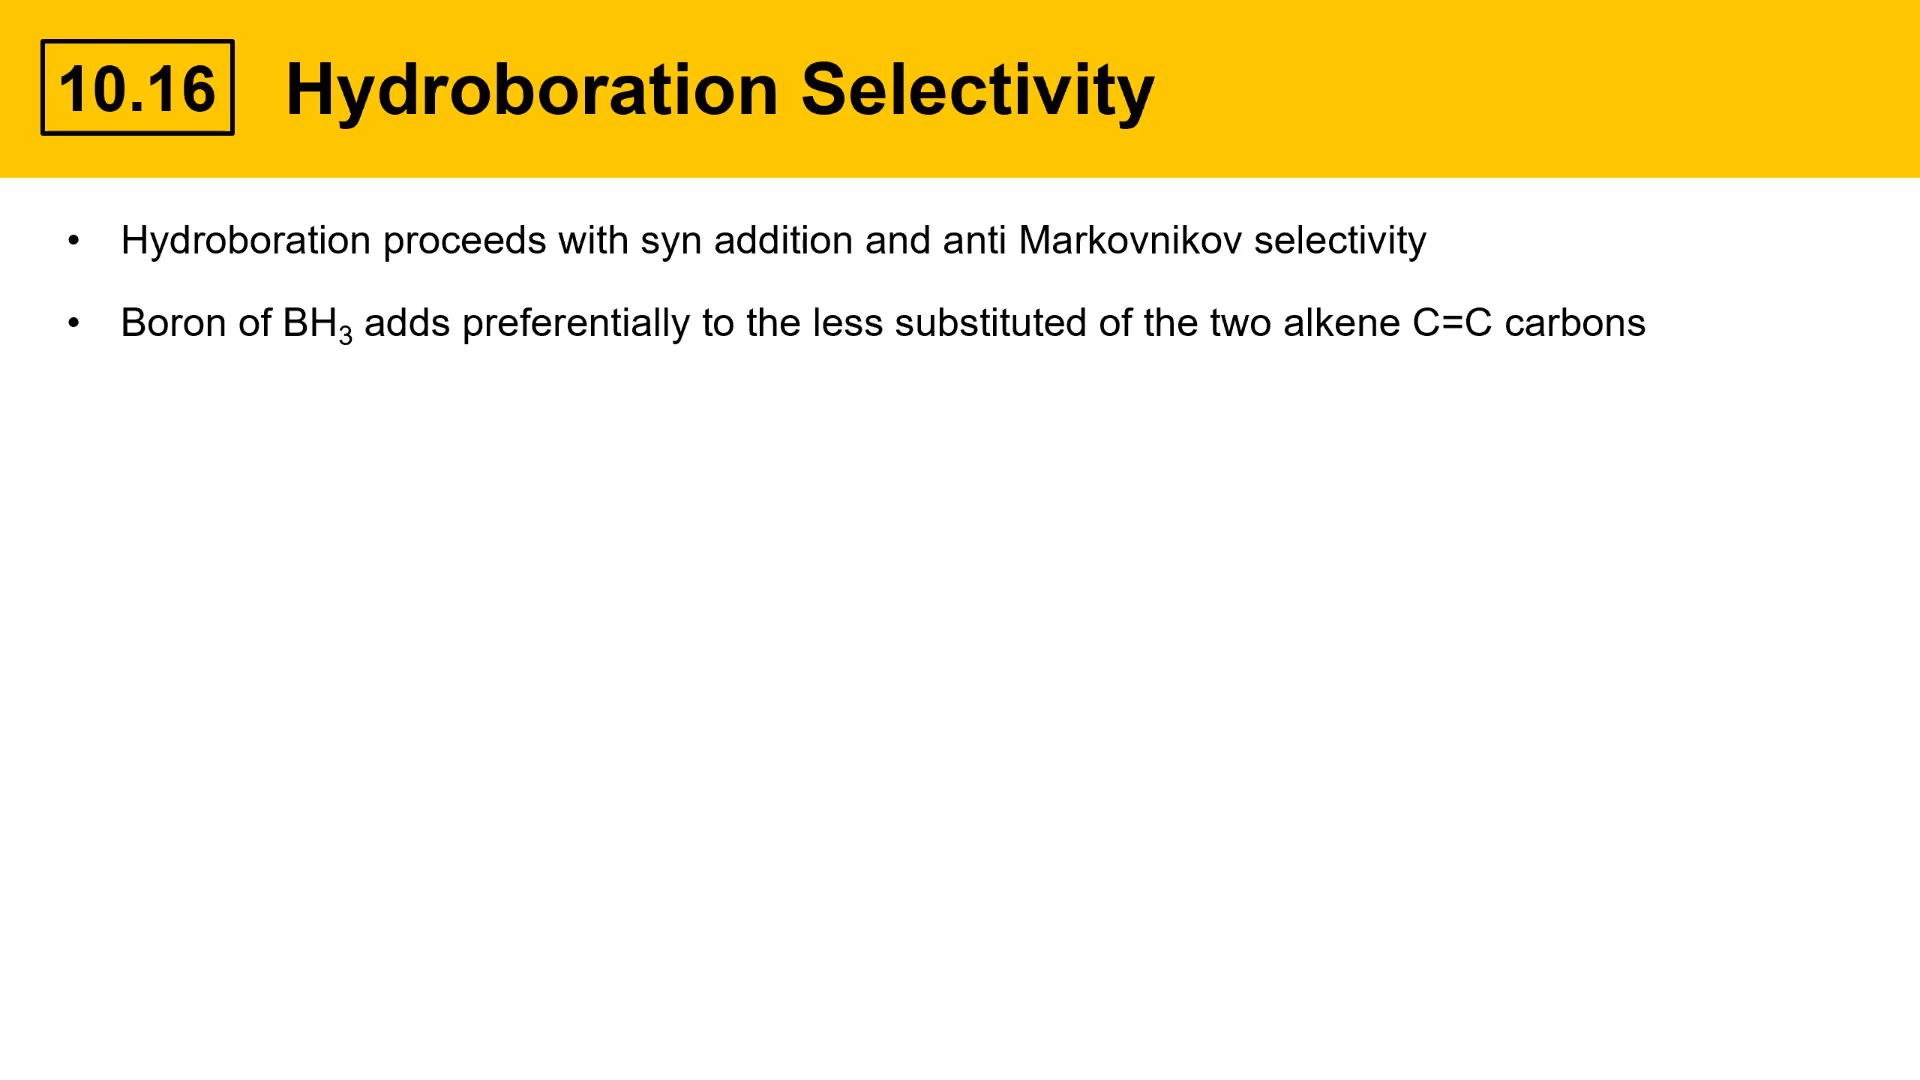 10.16 Hydroboration Selectivity
• Hydroboration proceeds with syn addition and anti Markovnikov selectivity
• Boron of BH₃ adds preferentially to the less substituted of the two alkene C=C carbons